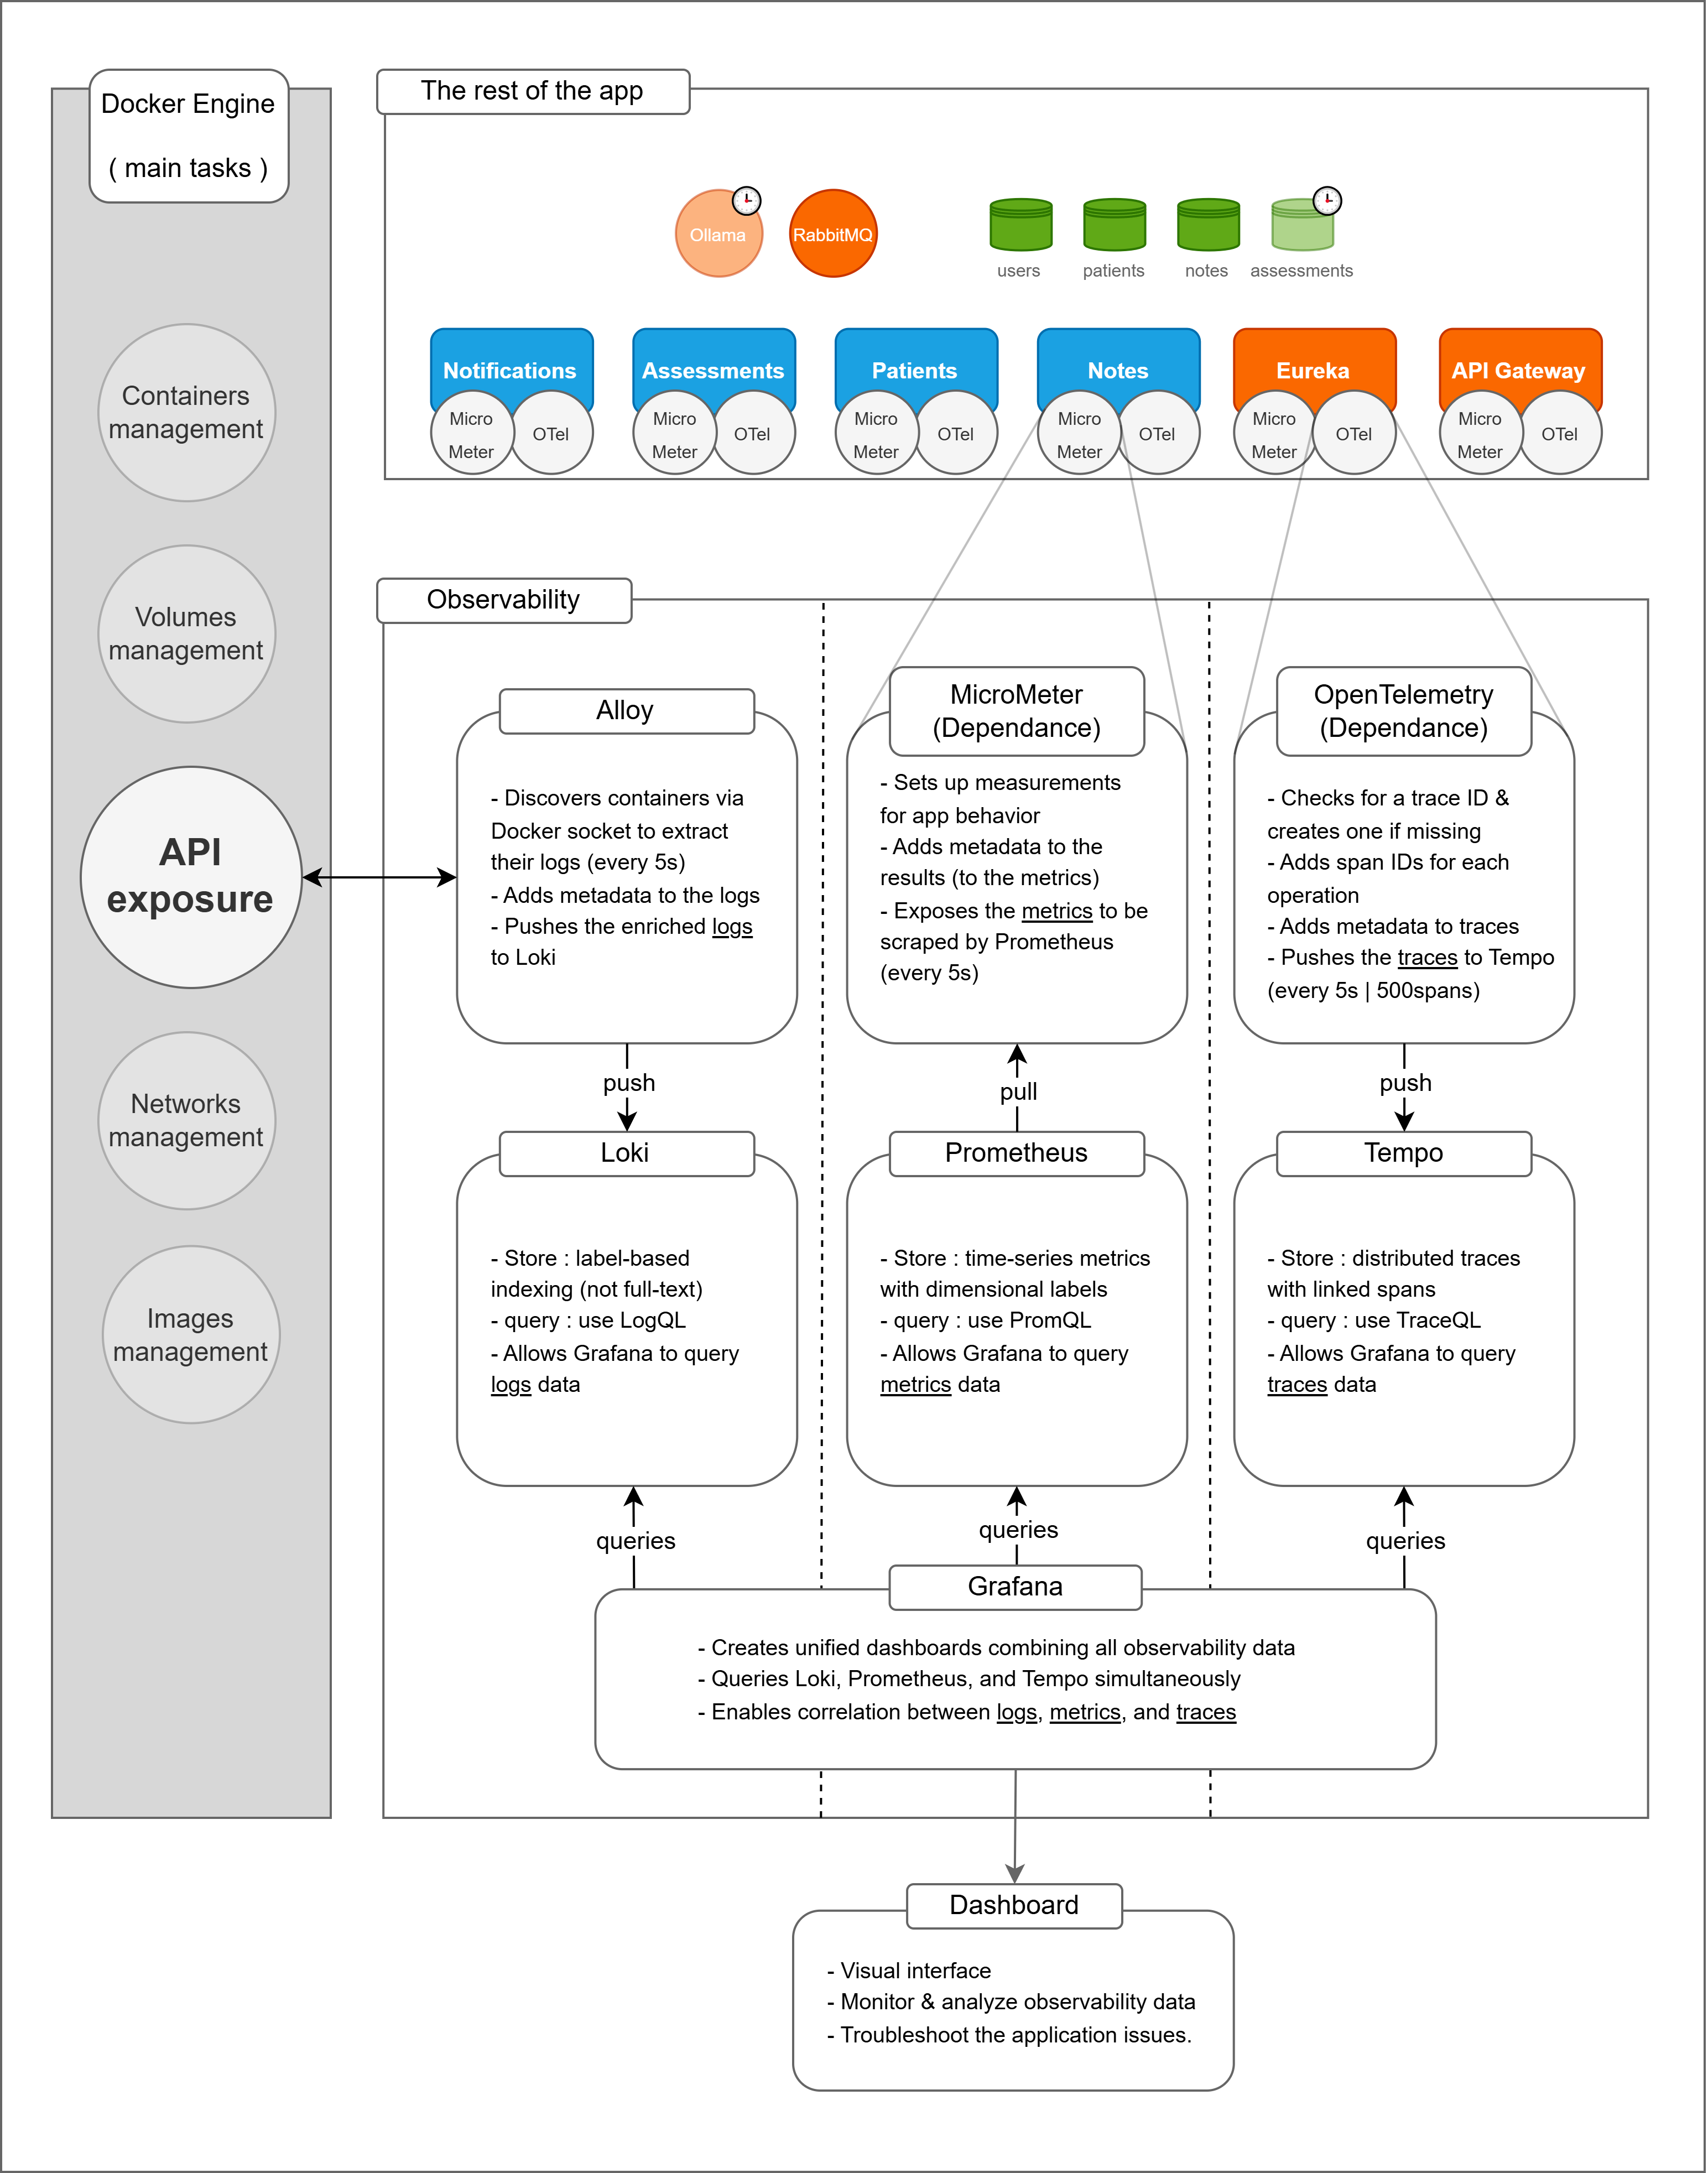 Docker Engine
( main tasks )
Containers
management
Volumes
management
API
exposure
Networks
management
Images
management
The rest of the app
Ollama
RabbitMQ
users
patients
notes
assessments
Notifications
Micro
Meter
OTel
Assessments
Micro
Meter
OTel
Patients
Micro
Meter
OTel
Notes
Micro
Meter
OTel
Eureka
Micro
Meter
OTel
API Gateway
Micro
Meter
OTel
Observability
Alloy
- Discovers containers via
Docker socket to extract
their logs (every 5s)
- Adds metadata to the logs
- Pushes the enriched logs
to Loki
MicroMeter
(Dependance)
- Sets up measurements
for app behavior
- Adds metadata to the
results (to the metrics)
- Exposes the metrics to be
scraped by Prometheus
(every 5s)
OpenTelemetry
(Dependance)
- Checks for a trace ID &
creates one if missing
- Adds span IDs for each
operation
- Adds metadata to traces
- Pushes the traces to Tempo
(every 5s | 500spans)
push
pull
push
Loki
- Store : label-based
indexing (not full-text)
- query : use LogQL
- Allows Grafana to query
logs data
Prometheus
- Store : time-series metrics
with dimensional labels
- query : use PromQL
- Allows Grafana to query
metrics data
Tempo
- Store : distributed traces
with linked spans
- query : use TraceQL
- Allows Grafana to query
traces data
queries
queries
queries
Grafana
- Creates unified dashboards combining all observability data
- Queries Loki, Prometheus, and Tempo simultaneously
- Enables correlation between logs, metrics, and traces
Dashboard
- Visual interface
- Monitor & analyze observability data
- Troubleshoot the application issues.